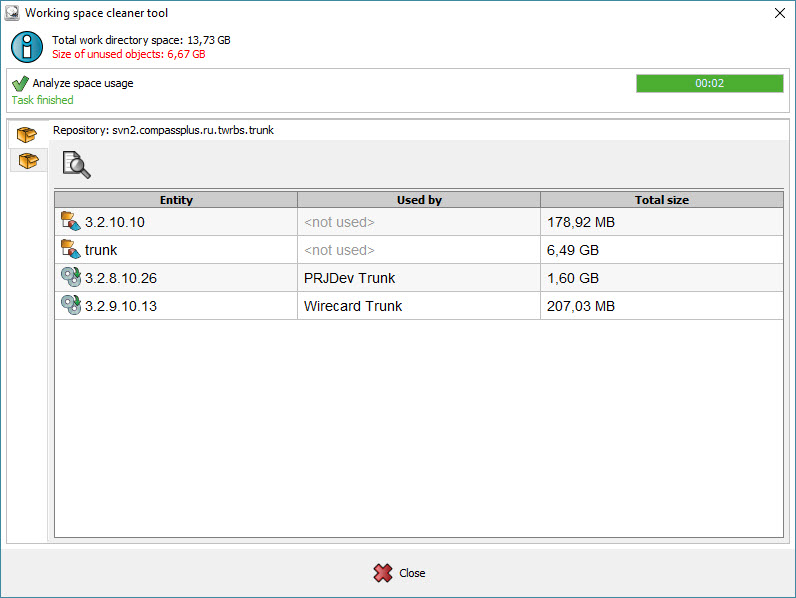 Working space cleaner tool
Total work directory space: 13,73 GB
Size of unused objects: 6,67 GB
Analyze space usage
00:02
Task finished
Repository: svn2.compassplus.ru.twrbs.trunk
Entity Used by Total size
3.2.10.10 <not used> 178,92 MB
trunk <not used> 6,49 GB
3.2.8.10.26 PRJDev Trunk 1,60 GB
3.2.9.10.13 Wirecard Trunk 207,03 MB
Close